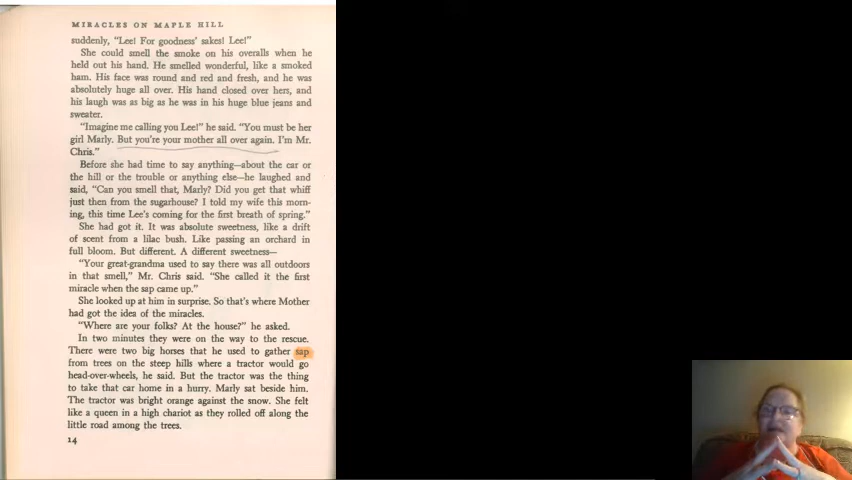 MIRACLES ON MAPLE HILL
suddenly, "Lee! For goodness' sakes! Lee!"
She could smell the smoke on his overalls when he
held out his hand. He smelled wonderful, like a smoked
ham. His face was round and red and fresh, and he was
absolutely huge all over. His hand closed over hers, and
his laugh was as big as he was in his huge blue jeans and
sweater.
"Imagine me calling you Lee!" he said. "You must be her
girl Marly. But you're your mother all over again. I'm Mr.
Chris."
Before she had time to say anything—about the car or
the hill or the trouble or anything else—he laughed and
said, "Can you smell that, Marly? Did you get that whiff
just then from the sugarhouse? I told my wife this morn-
ing, this time Lee's coming for the first breath of spring."
She had got it. It was absolute sweetness, like a drift
of scent from a lilac bush. Like passing an orchard in
full bloom. But different. A different sweetness—
"Your great-grandma used to say there was all outdoors
in that smell," Mr. Chris said. "She called it the first
miracle when the sap came up."
She looked up at him in surprise. So that's where Mother
had got the idea of the miracles.
"Where are your folks? At the house?" he asked.
In two minutes they were on the way to the rescue.
There were two big horses that he used to gather sap
from trees on the steep hills where a tractor would go
head-over-wheels, he said. But the tractor was the thing
to take that car home in a hurry. Marly sat beside him.
The tractor was bright orange against the snow. She felt
like a queen in a high chariot as they rolled off along the
little road among the trees.
14